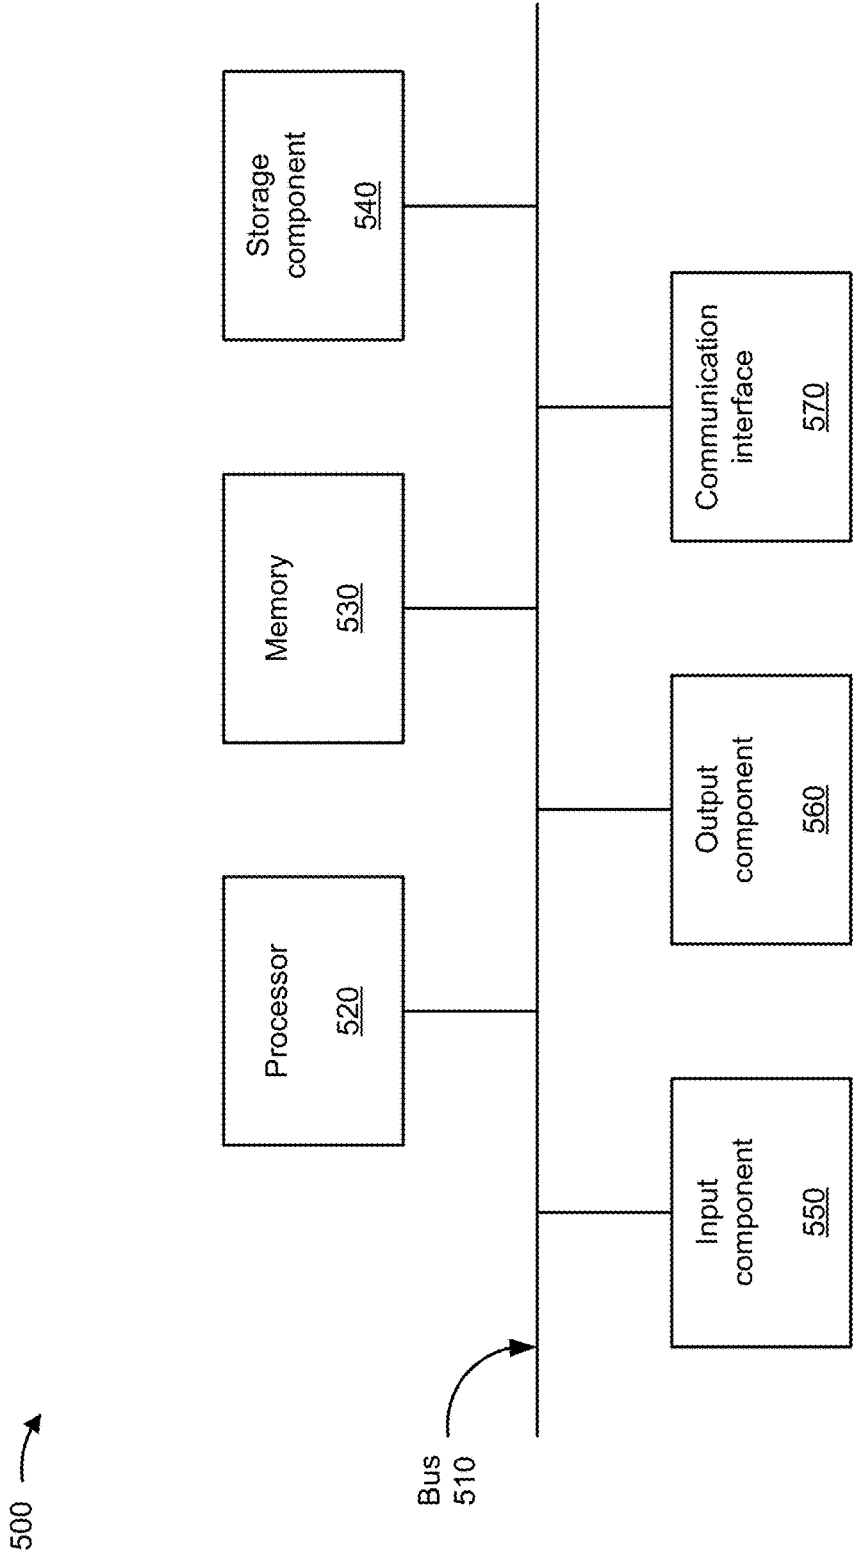 500
Bus
510
Processor
520
Memory
530
Storage
component
540
Input
component
550
Output
component
560
Communication
interface
570